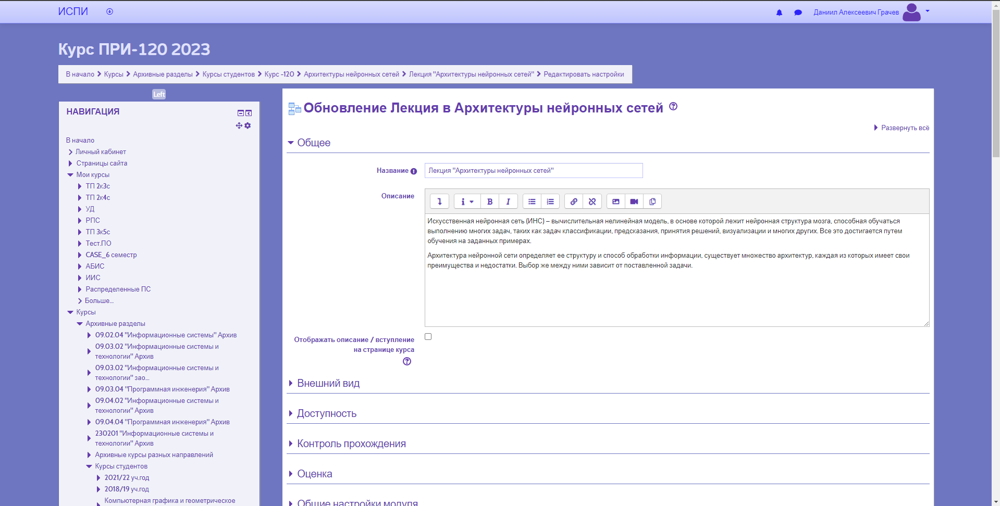 ИСПИ
Даниил Алексеевич Грачев
Курс ПРИ-120 2023
В начало Курсы Архивные разделы Курсы студентов Курс -120 Архитектуры нейронных сетей Лекция "Архитектуры нейронных сетей" Редактировать настройки
Left
НАВИГАЦИЯ
В начало
Личный кабинет
Страницы сайта
Мои курсы
ТП 2к3с
ТП 2к4с
УД
РПС
ТП 3к5с
Тест.ПО
CASE_6 семестр
АБИС
ИИС
Распределенные ПС
Больше...
Курсы
Архивные разделы
09.02.04 "Информационные системы" Архив
09.03.02 "Информационные системы и
технологии" Архив
09.03.02 "Информационные системы и
технологии" зао...
09.03.04 "Программная инженерия" Архив
09.04.02 "Информационные системы и
технологии" Архив
09.04.04 "Программная инженерия" Архив
230201 "Информационные системы и
технологии" Архив
Архивные курсы разных направлений
Курсы студентов
2021/22 уч.год
2018/19 уч.год
Компьютерная графика и геометрическое
Обновление Лекция в Архитектуры нейронных сетей
Развернуть всё
Общее
Название
Лекция "Архитектуры нейронных сетей"
Описание
Искусственная нейронная сеть (ИНС) – вычислительная нелинейная модель, в основе которой лежит нейронная структура мозга, способная обучаться
выполнению многих задач, таких как задач классификации, предсказания, принятия решений, визуализации и многих других. Все это достигается путем
обучения на заданных примерах.
Архитектура нейронной сети определяет ее структуру и способ обработки информации, существует множество архитектур, каждая из которых имеет свои
преимущества и недостатки. Выбор же между ними зависит от поставленной задачи.
Отображать описание / вступление
на странице курса
Внешний вид
Доступность
Контроль прохождения
Оценка
Общие настройки модуля